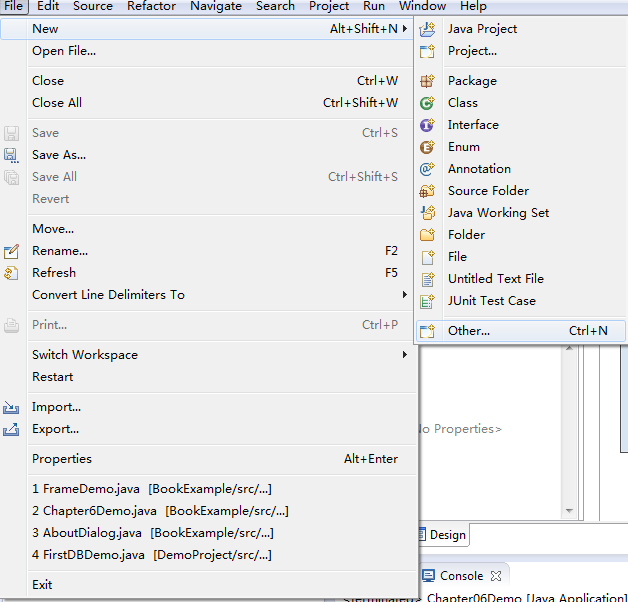 File Edit Source Refactor Navigate Search Project Run Window Help
New Alt+Shift+N
Open File...
Close Ctrl+W
Close All Ctrl+Shift+W
Save Ctrl+S
Save As...
Save All Ctrl+Shift+S
Revert
Move...
Rename... F2
Refresh F5
Convert Line Delimiters To
Print... Ctrl+P
Switch Workspace
Restart
Import...
Export...
Properties Alt+Enter
1 FrameDemo.java [BookExample/src/...]
2 Chapter6Demo.java [BookExample/src/...]
3 AboutDialog.java [BookExample/src/...]
4 FirstDBDemo.java [DemoProject/src/...]
Exit
Java Project
Project...
Package
Class
Interface
Enum
Annotation
Source Folder
Java Working Set
Folder
File
Untitled Text File
JUnit Test Case
Other... Ctrl+N
No Properties>
Design
Console
<terminated> Chapter06Demo [Java Application]